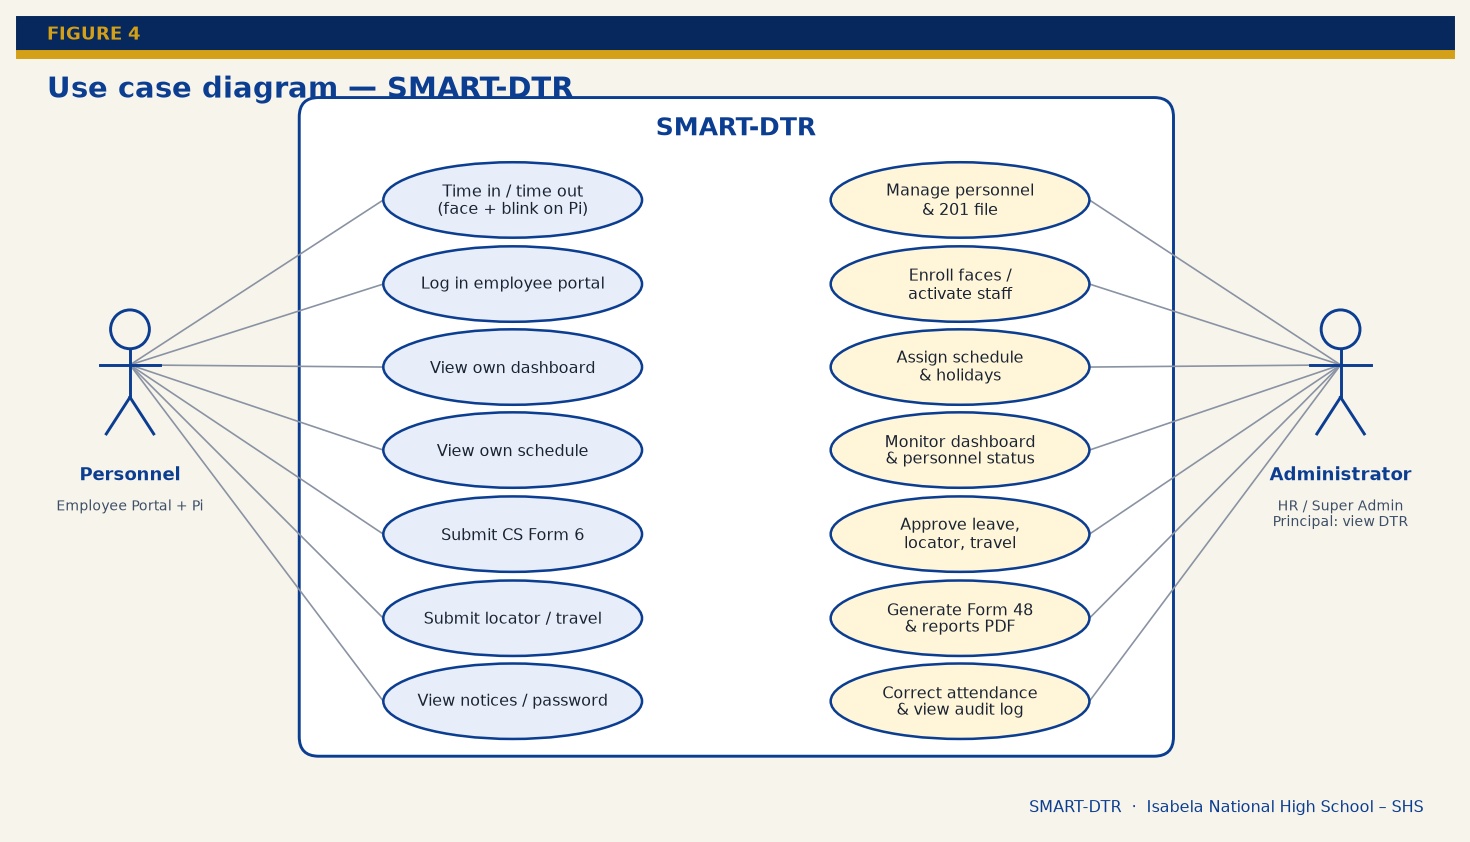 FIGURE 4
Use case diagram — SMART-DTR
SMART-DTR
Time in / time out
(face + blink on Pi)
Log in employee portal
View own dashboard
View own schedule
Submit CS Form 6
Submit locator / travel
View notices / password
Manage personnel
& 201 file
Enroll faces /
activate staff
Assign schedule
& holidays
Monitor dashboard
& personnel status
Approve leave,
locator, travel
Generate Form 48
& reports PDF
Correct attendance
& view audit log
Personnel
Employee Portal + Pi
Administrator
HR / Super Admin
Principal: view DTR
SMART-DTR · Isabela National High School – SHS